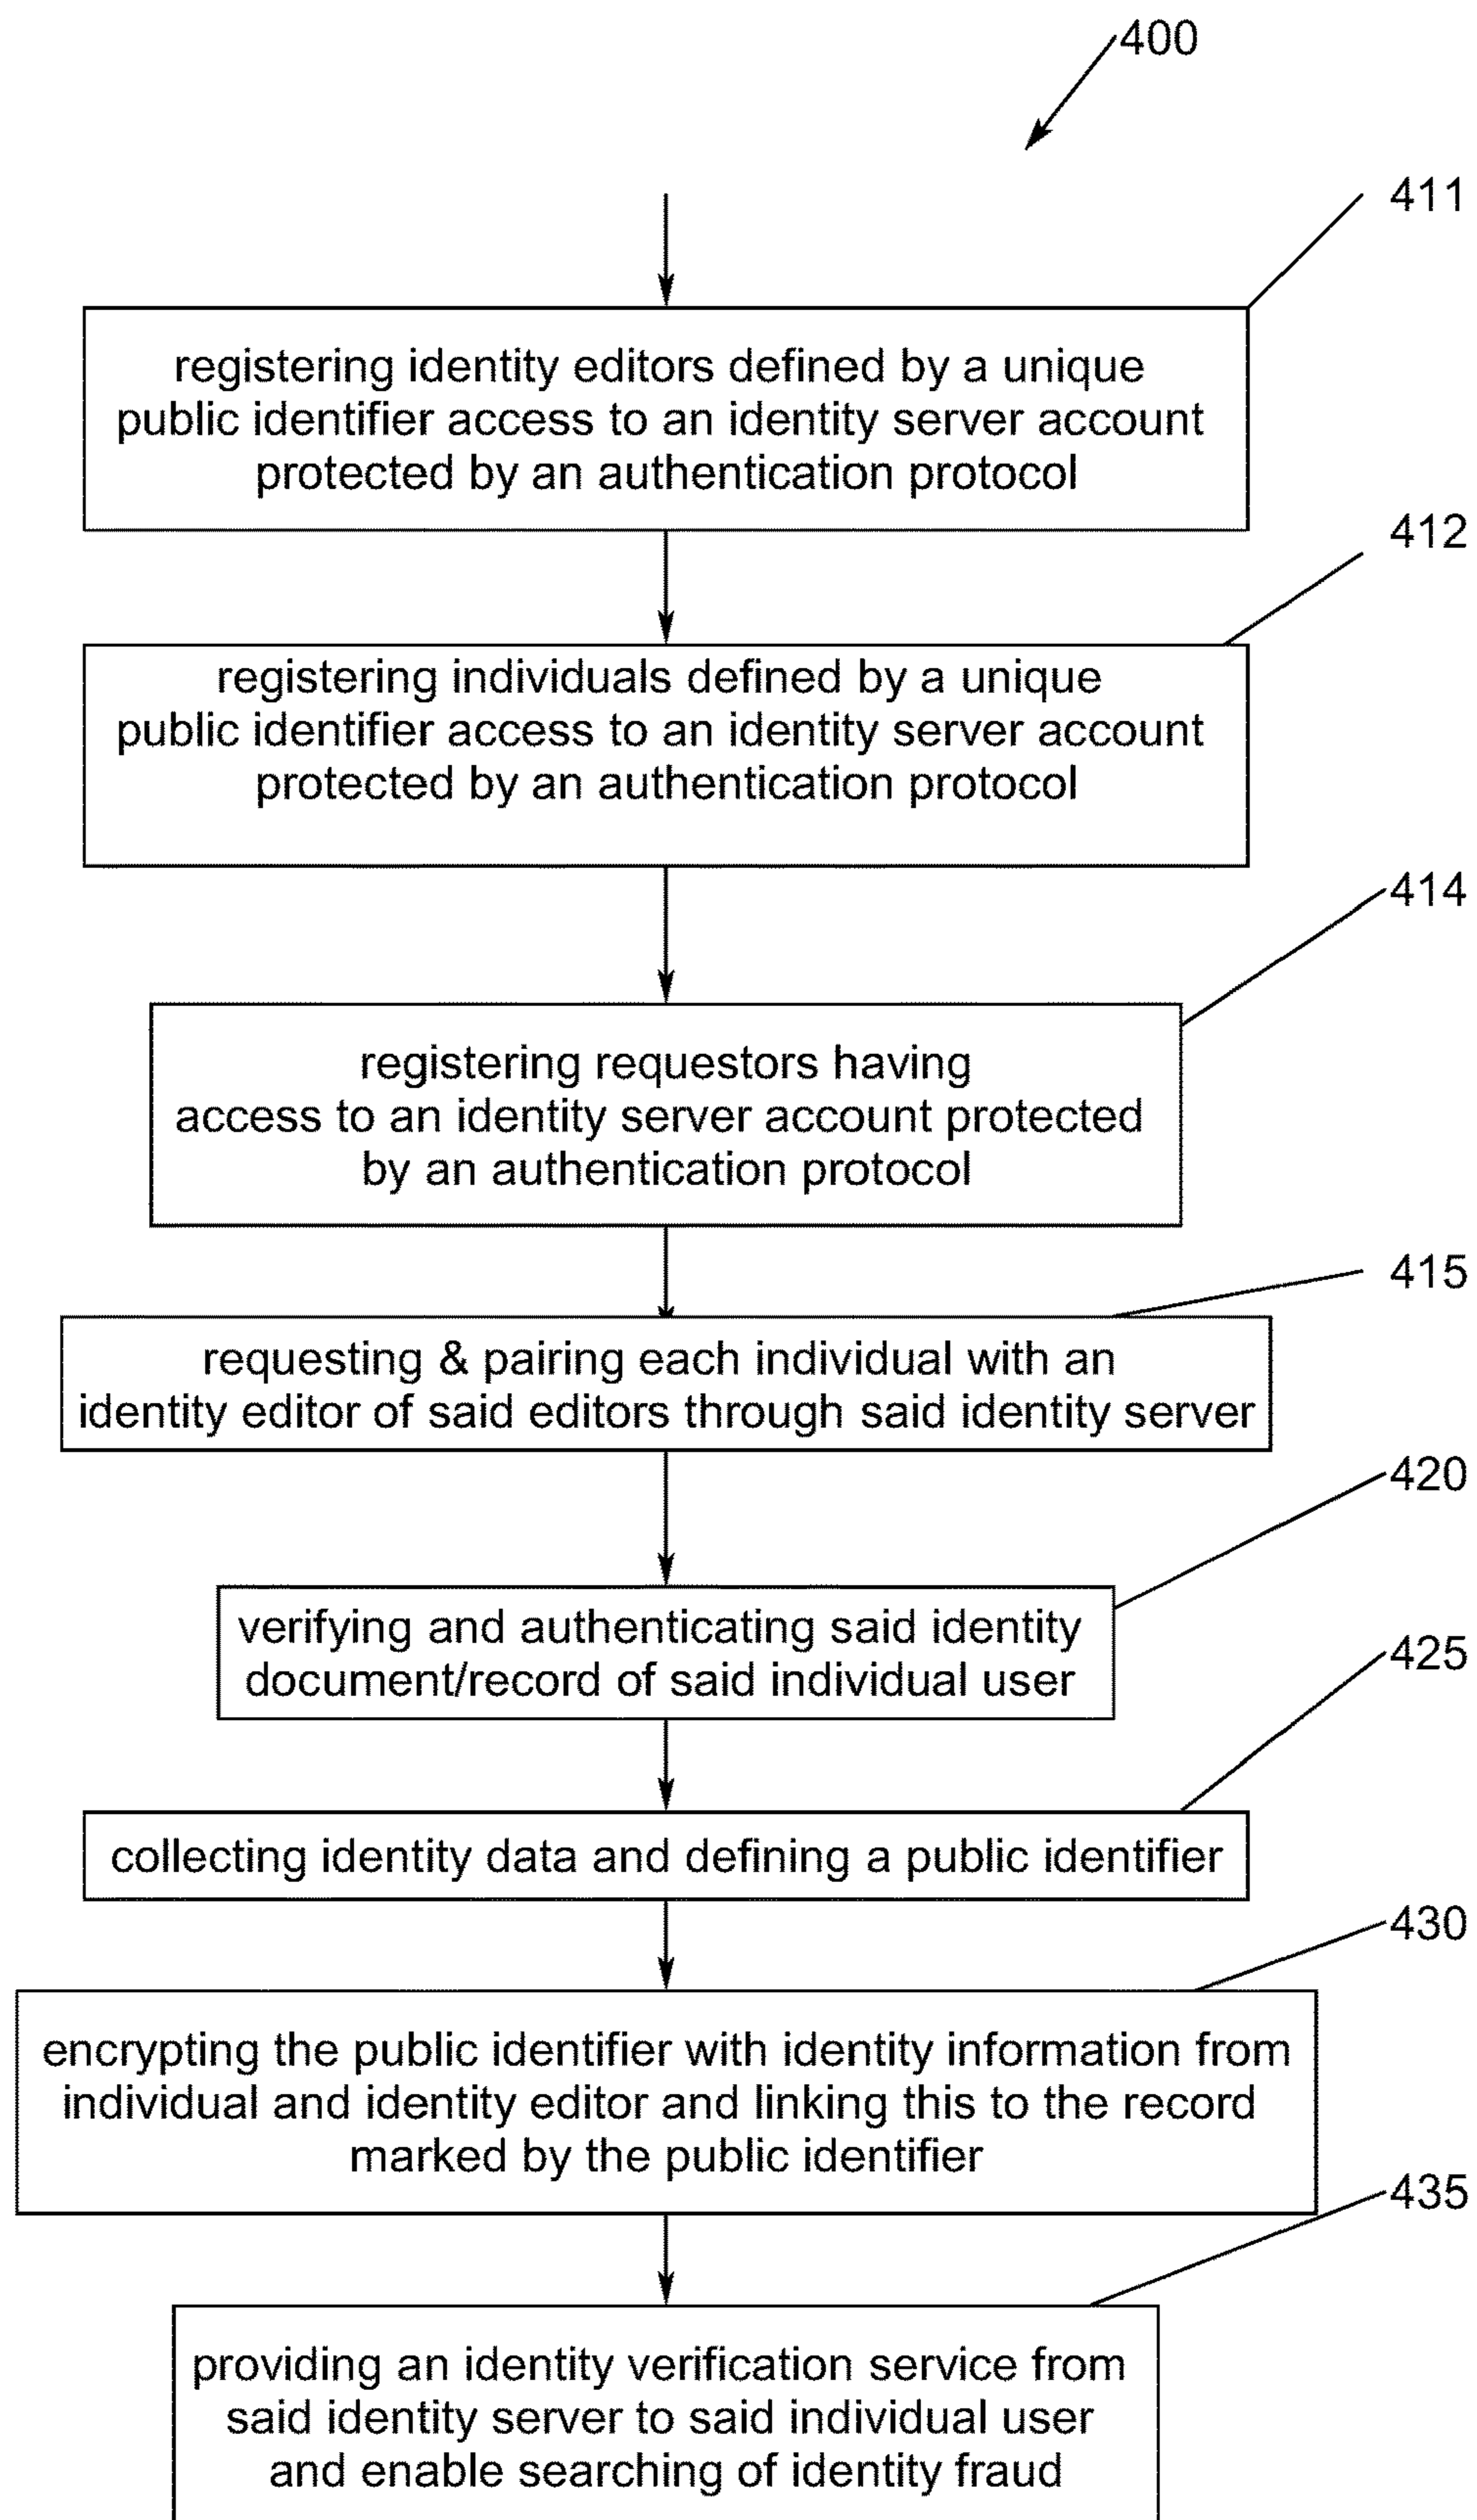 400
411
registering identity editors defined by a unique
public identifier access to an identity server account
protected by an authentication protocol
412
registering individuals defined by a unique
public identifier access to an identity server account
protected by an authentication protocol
414
registering requestors having
access to an identity server account protected
by an authentication protocol
415
requesting & pairing each individual with an
identity editor of said editors through said identity server
420
verifying and authenticating said identity
document/record of said individual user
425
collecting identity data and defining a public identifier
430
encrypting the public identifier with identity information from
individual and identity editor and linking this to the record
marked by the public identifier
435
providing an identity verification service from
said identity server to said individual user
and enable searching of identity fraud